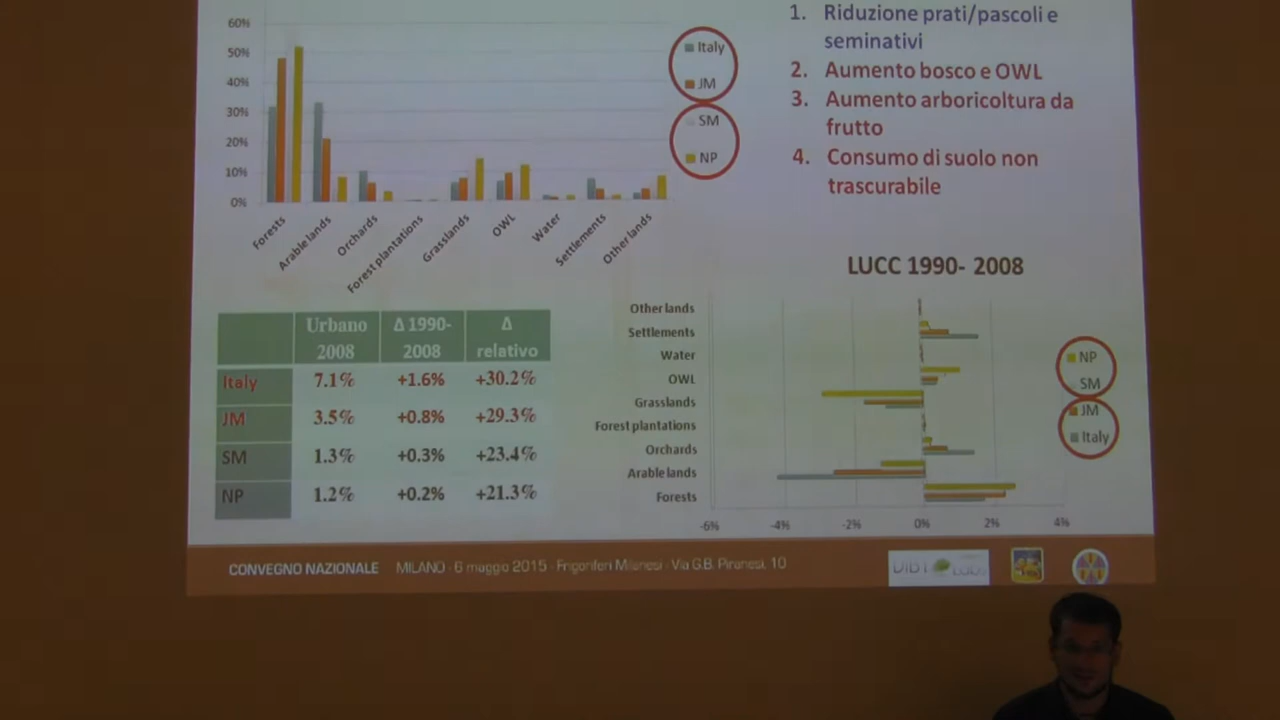 60%
50%
40%
30%
20%
10%
0%
Forests
Arable lands
Orchards
Forest plantations
Grasslands
OWL
Water
Settlements
Other lands
Italy
JM
SM
NP
1. Riduzione prati/pascoli e
seminativi
2. Aumento bosco e OWL
3. Aumento arboricoltura da
frutto
4. Consumo di suolo non
trascurabile
Urbano 2008 Δ 1990-2008 Δ relativo
Italy 7.1% +1.6% +30.2%
JM 3.5% +0.8% +29.3%
SM 1.3% +0.3% +23.4%
NP 1.2% +0.2% +21.3%
LUCC 1990- 2008
Other lands
Settlements
Water
OWL
Grasslands
Forest plantations
Orchards
Arable lands
Forests
-6% -4% -2% 0% 2% 4%
NP
SM
JM
Italy
CONVEGNO NAZIONALE MILANO - 6 maggio 2015 - Frigoriferi Milanesi - Via G.B. Piranesi, 10